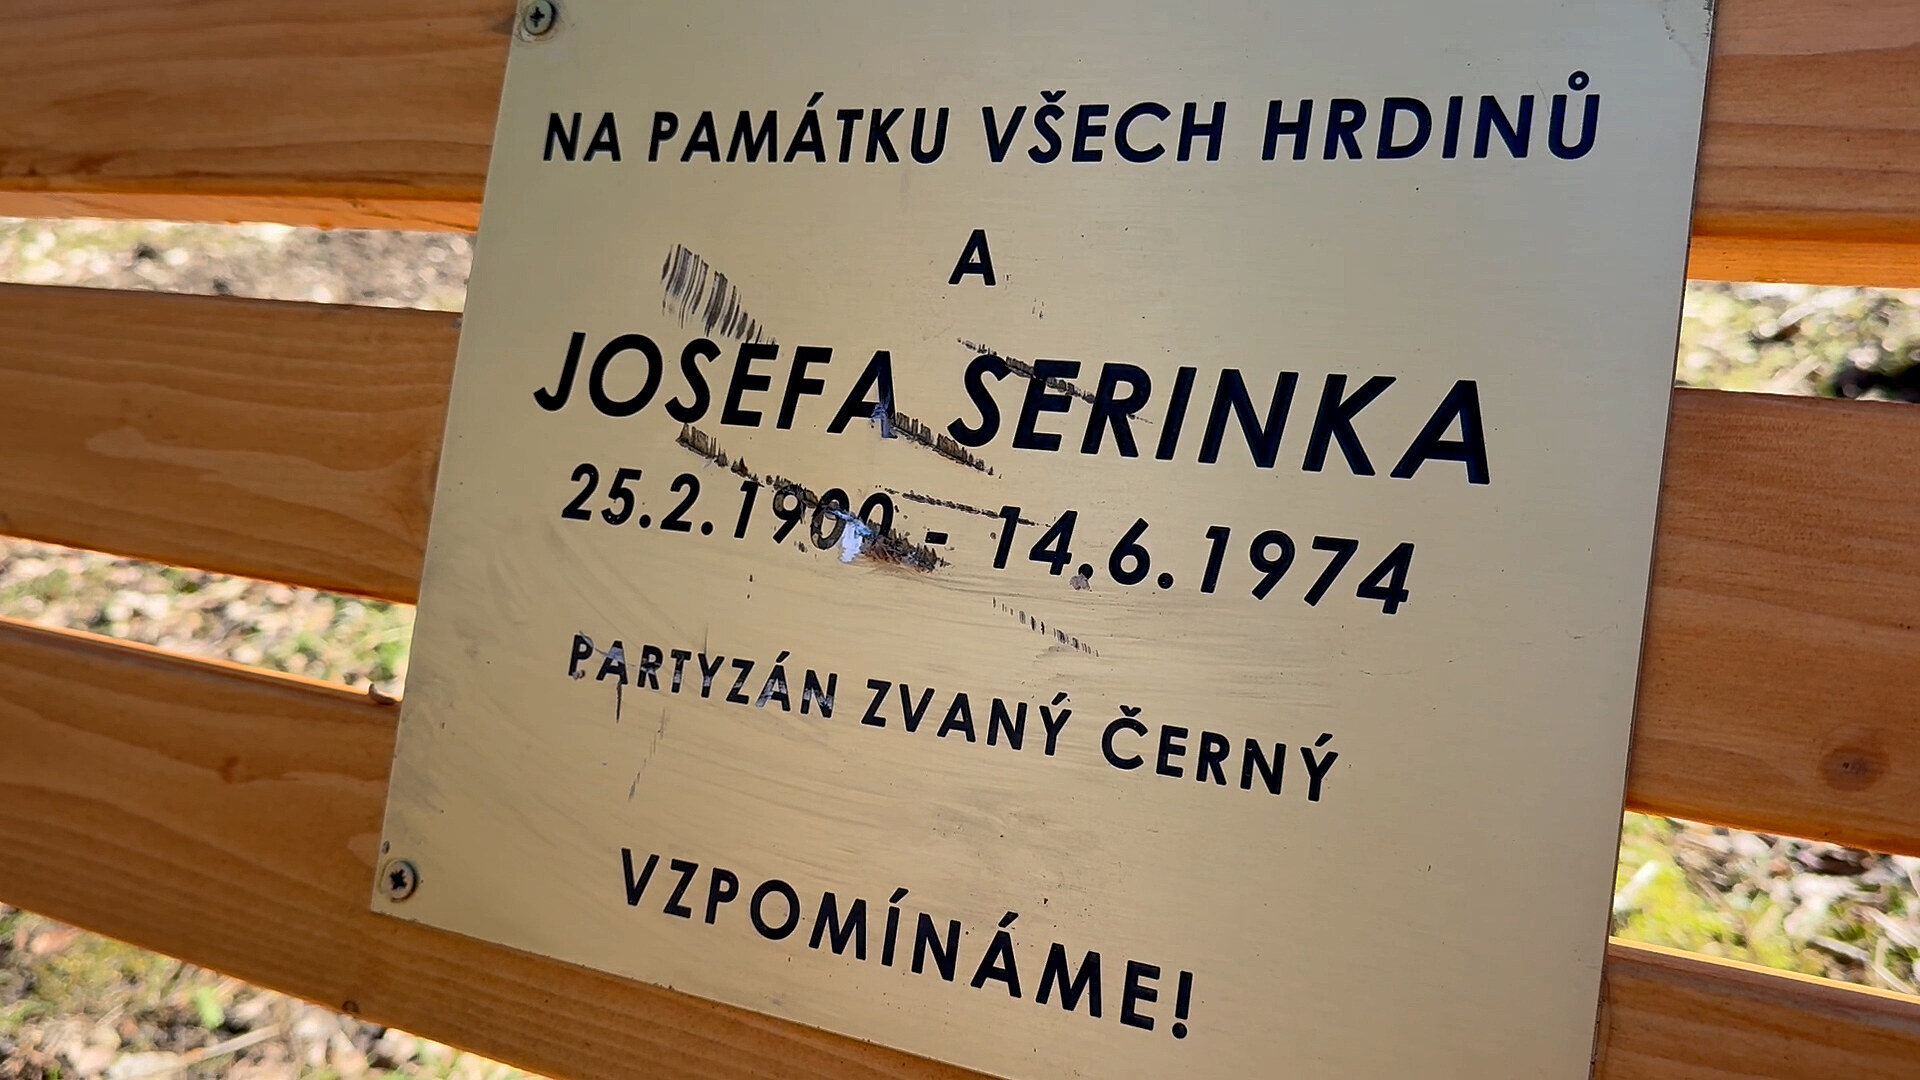 NA PAMÁTKU VŠECH HRDINŮ
A
JOSEFA SERINKA
25.2.1900 - 14.6.1974
PARTYZÁN ZVANÝ ČERNÝ
VZPOMÍNÁME!